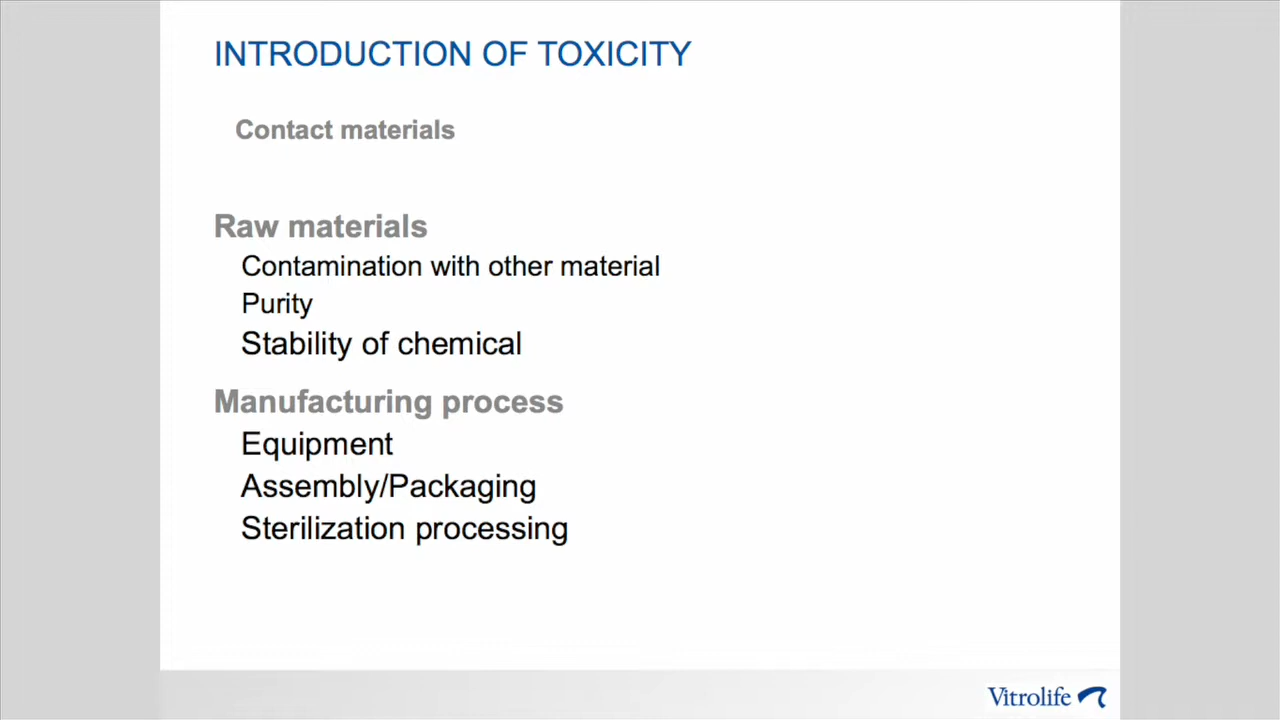 INTRODUCTION OF TOXICITY
Contact materials
Raw materials
Contamination with other material
Purity
Stability of chemical
Manufacturing process
Equipment
Assembly/Packaging
Sterilization processing
Vitrolife